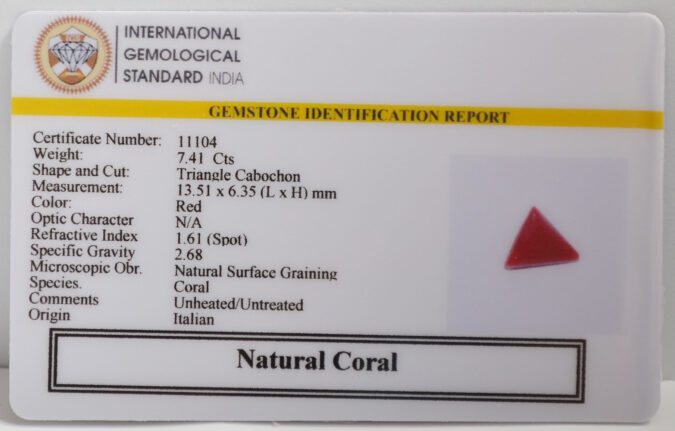 IGS
INTERNATIONAL
GEMOLOGICAL
STANDARD INDIA
GEMSTONE IDENTIFICATION REPORT
Certificate Number: 11104
Weight: 7.41 Cts
Shape and Cut: Triangle Cabochon
Measurement: 13.51 x 6.35 (L x H) mm
Color: Red
Optic Character N/A
Refractive Index 1.61 (Spot)
Specific Gravity 2.68
Microscopic Obr. Natural Surface Graining
Species. Coral
Comments Unheated/Untreated
Origin Italian
Natural Coral